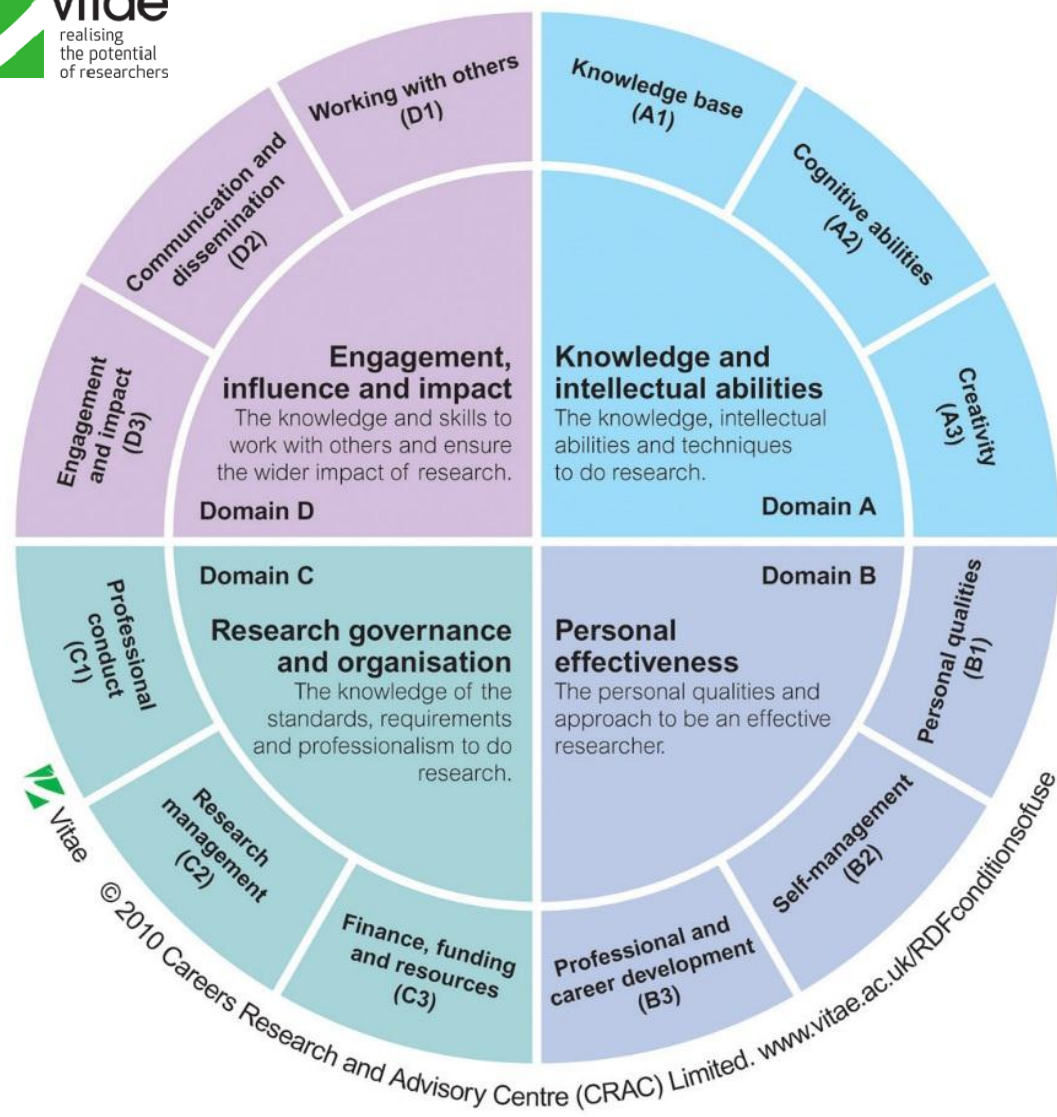 vitae
realising
the potential
of researchers
Working with others
(D1)
Knowledge base
(A1)
Communication and
dissemination
(D2)
Cognitive abilities
(A2)
Engagement
and impact
(D3)
Creativity
(A3)
Engagement,
influence and impact
The knowledge and skills to
work with others and ensure
the wider impact of research.
Domain D
Knowledge and
intellectual abilities
The knowledge, intellectual
abilities and techniques
to do research.
Domain A
Domain C
Research governance
and organisation
The knowledge of the
standards, requirements
and professionalism to do
research.
Domain B
Personal
effectiveness
The personal qualities and
approach to be an effective
researcher.
Professional
conduct
(C1)
Personal qualities
(B1)
Research
management
(C2)
Self-management
(B2)
Finance, funding
and resources
(C3)
Professional and
career development
(B3)
Vitae © 2010 Careers Research and Advisory Centre (CRAC) Limited. www.vitae.ac.uk/RDFconditionsofuse